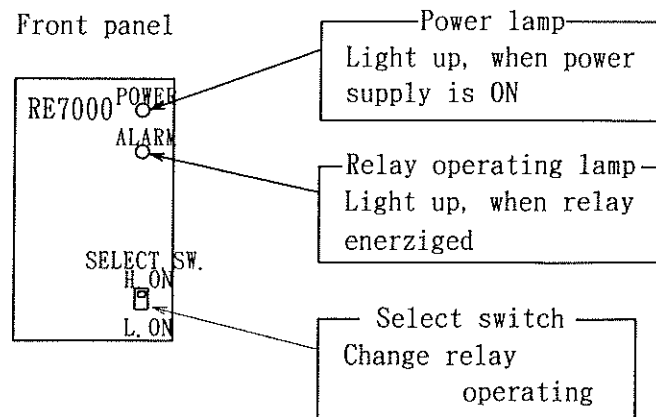 Front panel
POWER
RE7000
ALARM
SELECT SW.
H. ON
L. ON
Power lamp
Light up, when power
supply is ON
Relay operating lamp
Light up, when relay
enerziged
Select switch
Change relay
operating